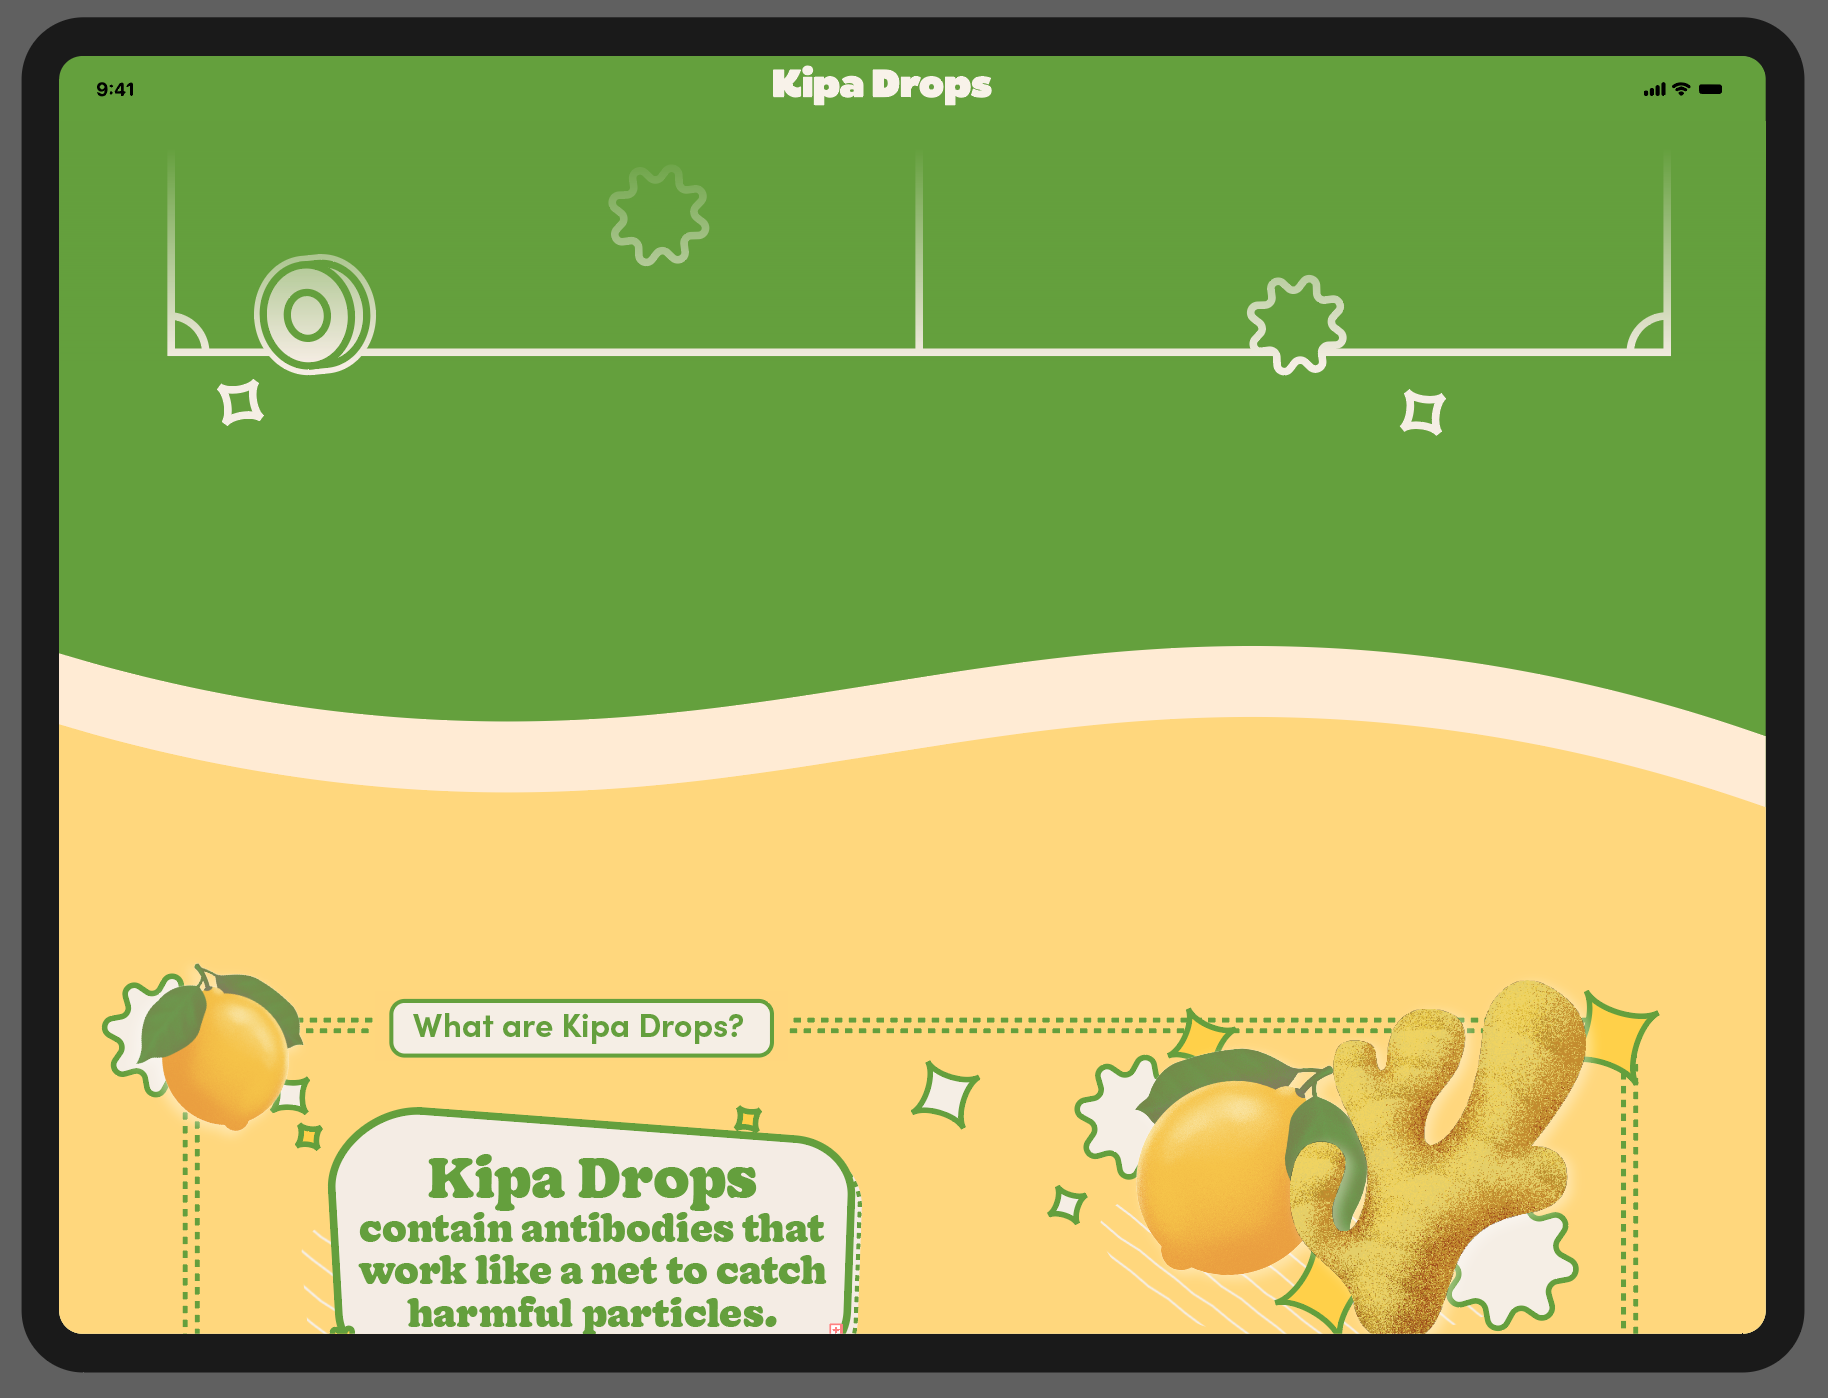 9:41
Kipa Drops
What are Kipa Drops?
Kipa Drops
contain antibodies that
work like a net to catch
harmful particles.